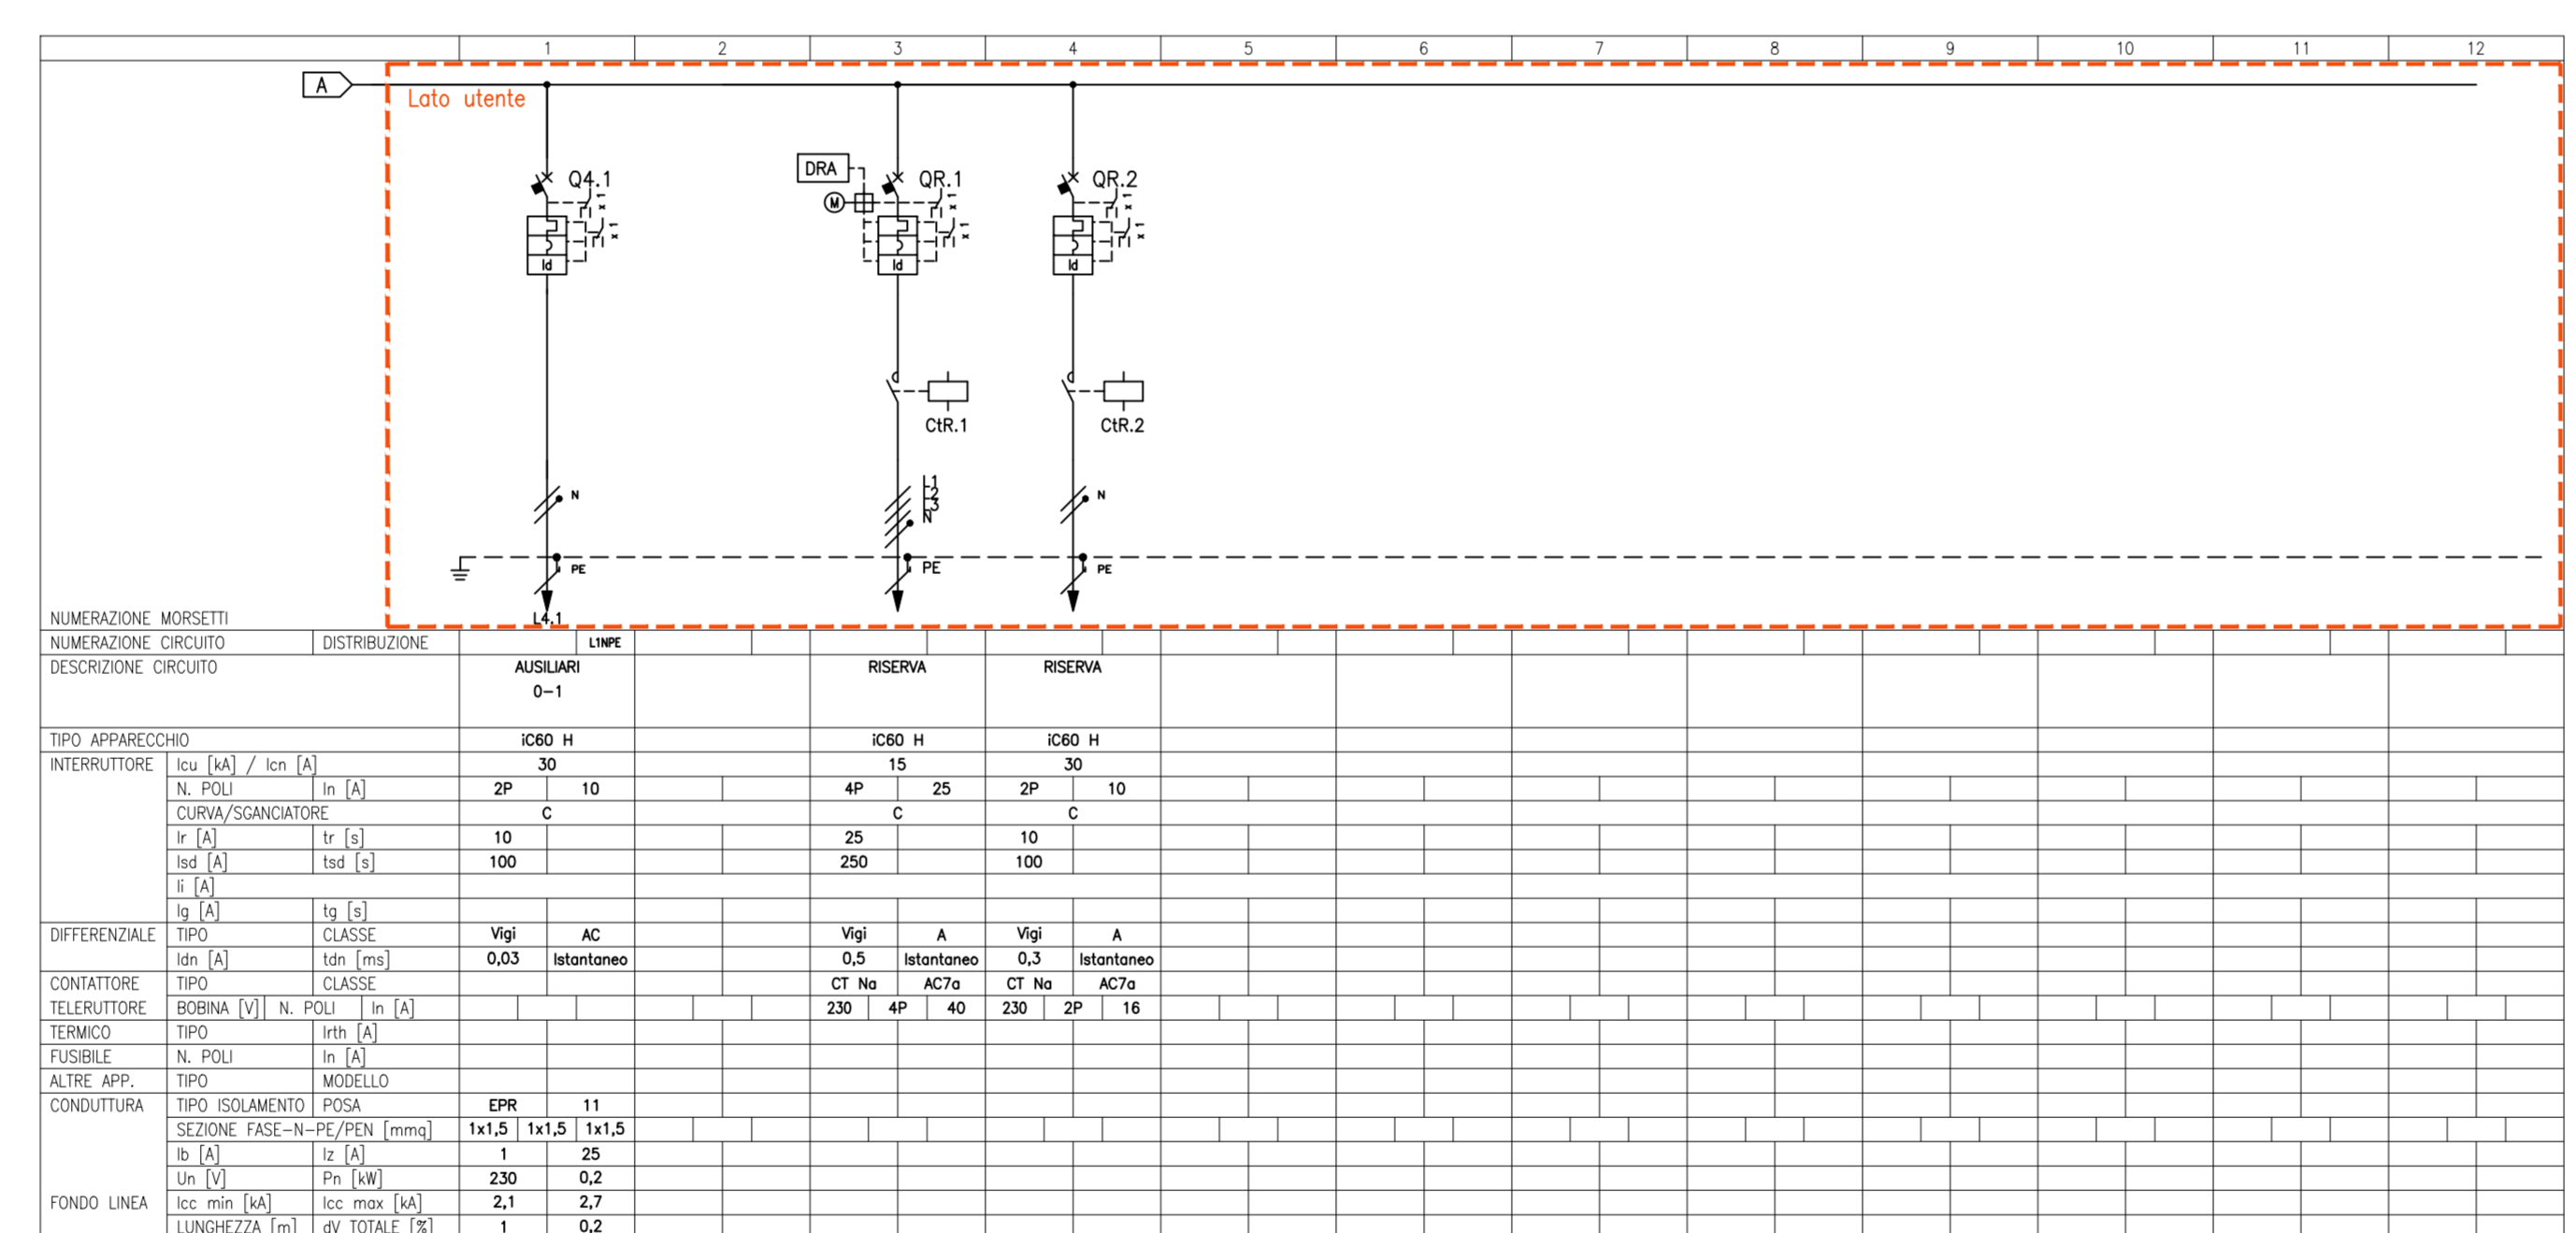 1 2 3 4 5 6 7 8 9 10 11 12
A
Lato utente
DRA
Q4.1 QR.1 QR.2
x 1 x 1 x 1
M
x 1 x 1 x 1
Id Id Id
CtR.1 CtR.2
L1
L2
L3
N N N
PE PE PE
NUMERAZIONE MORSETTI L4.1
NUMERAZIONE CIRCUITO DISTRIBUZIONE L1NPE
DESCRIZIONE CIRCUITO AUSILIARI RISERVA RISERVA
0-1
TIPO APPARECCHIO iC60 H iC60 H iC60 H
INTERRUTTORE Icu [kA] / Icn [A] 30 15 30
N. POLI In [A] 2P 10 4P 25 2P 10
CURVA/SGANCIATORE C C C
Ir [A] tr [s] 10 25 10
Isd [A] tsd [s] 100 250 100
Ii [A]
Ig [A] tg [s]
DIFFERENZIALE TIPO CLASSE Vigi AC Vigi A Vigi A
Idn [A] tdn [ms] 0,03 Istantaneo 0,5 Istantaneo 0,3 Istantaneo
CONTATTORE TIPO CLASSE CT Na AC7a CT Na AC7a
TELERUTTORE BOBINA [V] N. POLI In [A] 230 4P 40 230 2P 16
TERMICO TIPO Irth [A]
FUSIBILE N. POLI In [A]
ALTRE APP. TIPO MODELLO
CONDUTTURA TIPO ISOLAMENTO POSA EPR 11
SEZIONE FASE-N-PE/PEN [mmq] 1x1,5 1x1,5 1x1,5
Ib [A] Iz [A] 1 25
Un [V] Pn [kW] 230 0,2
FONDO LINEA Icc min [kA] Icc max [kA] 2,1 2,7
LUNGHEZZA [m] dV TOTALE [%] 1 0,2